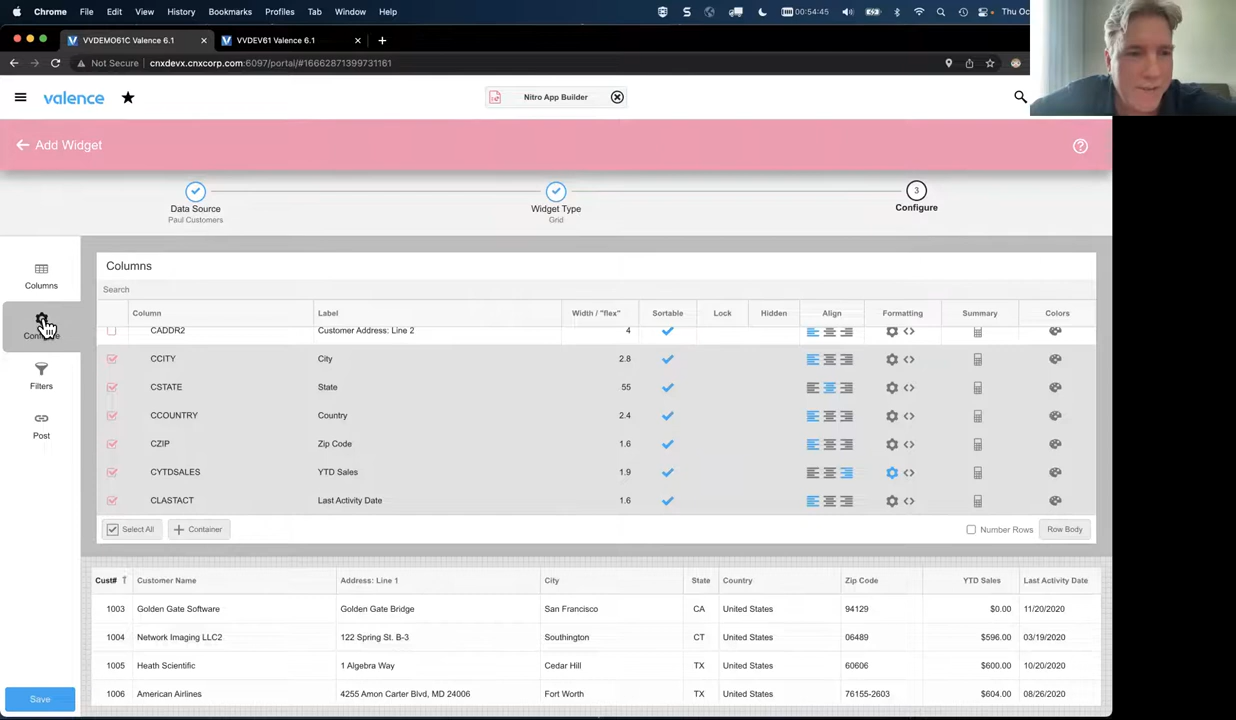 Chrome File Edit View History Bookmarks Profiles Tab Window Help 00:54:45 Thu Oc
VVDEMO61C Valence 6.1 VVDEV61 Valence 6.1
Not Secure cnxdevx.cnxcorp.com:6097/portal/#16662871399731161
valence Nitro App Builder
Add Widget
Data Source Widget Type 3 Configure
Paul Customers Grid
Columns
Filters
Post
Save
Columns
Search
Column Label Width / "flex" Sortable Lock Hidden Align Formatting Summary Colors
CADDR2 Customer Address: Line 2 4
CCITY City 2.8
CSTATE State 55
CCOUNTRY Country 2.4
CZIP Zip Code 1.6
CYTDSALES YTD Sales 1.9
CLASTACT Last Activity Date 1.6
Select All Container Number Rows Row Body
Cust# Customer Name Address: Line 1 City State Country Zip Code YTD Sales Last Activity Date
1003 Golden Gate Software Golden Gate Bridge San Francisco CA United States 94129 $0.00 11/20/2020
1004 Network Imaging LLC2 122 Spring St. B-3 Southington CT United States 06489 $596.00 03/19/2020
1005 Heath Scientific 1 Algebra Way Cedar Hill TX United States 60606 $600.00 10/20/2020
1006 American Airlines 4255 Amon Carter Blvd, MD 24006 Fort Worth TX United States 76155-2603 $604.00 08/26/2020